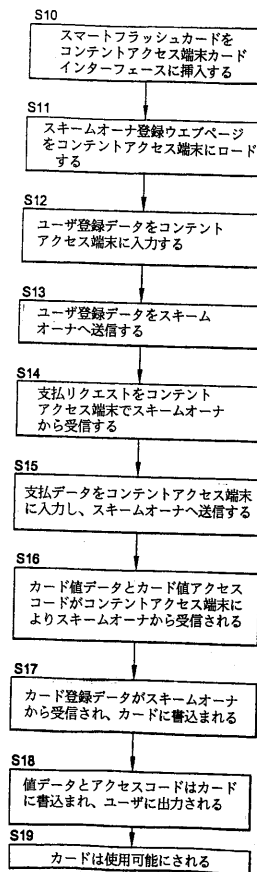 S10
スマートフラッシュカードを
コンテントアクセス端末カード
インターフェースに挿入する
S11
スキームオーナ登録ウエブページ
をコンテントアクセス端末にロード
する
S12
ユーザ登録データをコンテント
アクセス端末に入力する
S13
ユーザ登録データをスキーム
オーナへ送信する
S14
支払リクエストをコンテント
アクセス端末でスキームオーナ
から受信する
S15
支払データをコンテントアクセス端末
に入力し、スキームオーナへ送信する
S16
カード値データとカード値アクセス
コードがコンテントアクセス端末に
よりスキームオーナから受信される
S17
カード登録データがスキームオーナ
から受信され、カードに書込まれる
S18
値データとアクセスコードはカード
に書込まれ、ユーザに出力される
S19
カードは使用可能にされる